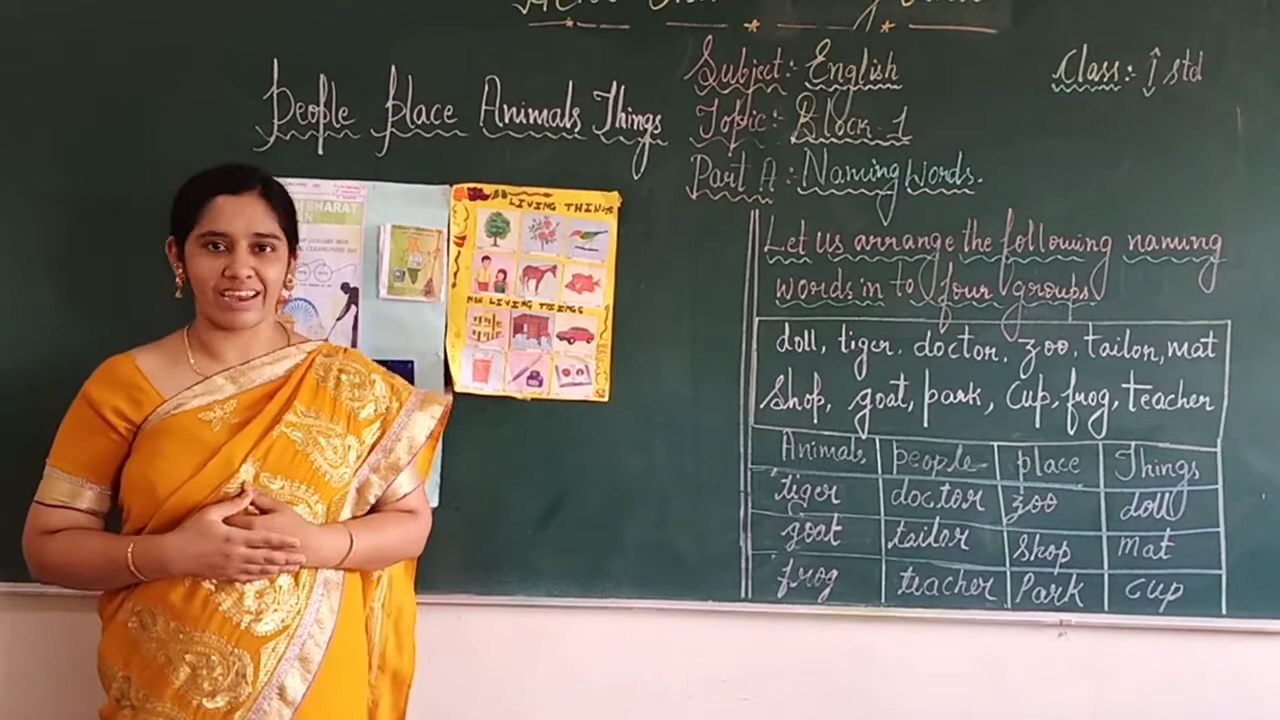 People Place Animals Things
Subject:- English
Class:- I std
Topic:- Block-1
Part A:- Naming Words.
Let us arrange the following naming
words in to four groups
doll, tiger, doctor, zoo, tailor, mat
Shop, goat, park, cup, frog, teacher
Animals people place Things
tiger doctor zoo doll
goat tailor shop mat
frog teacher Park cup
BHARAT
LIVING THINGS
NON LIVING THINGS